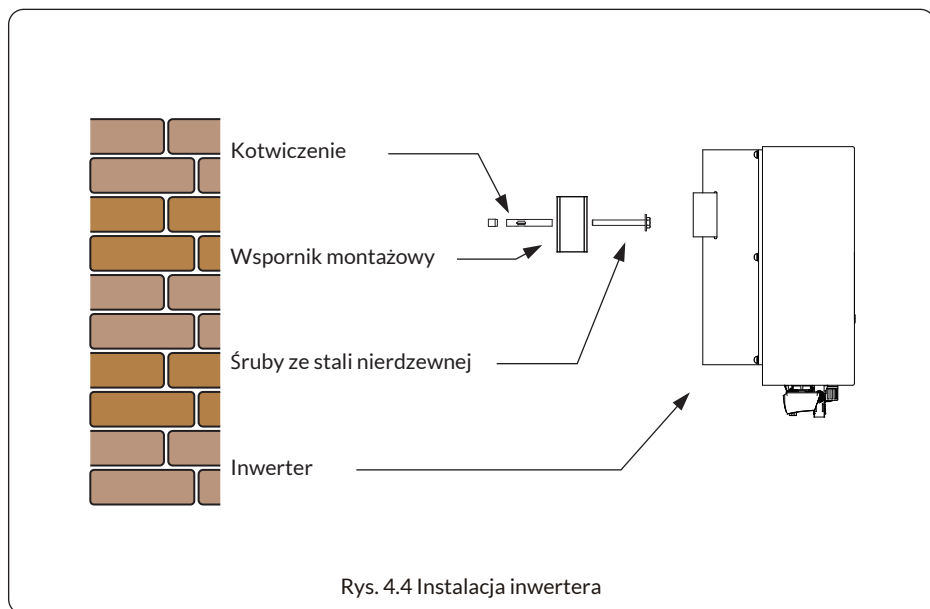 Kotwiczenie
Wspornik montażowy
Śruby ze stali nierdzewnej
Inwerter
Rys. 4.4 Instalacja inwertera